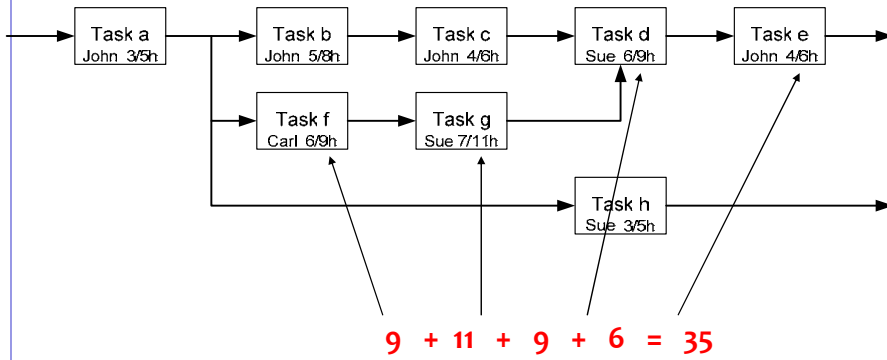 Task a
John 3/5h
Task b
John 5/8h
Task c
John 4/6h
Task d
Sue 6/9h
Task e
John 4/6h
Task f
Carl 6/9h
Task g
Sue 7/11h
Task h
Sue 3/5h
9 + 11 + 9 + 6 = 35